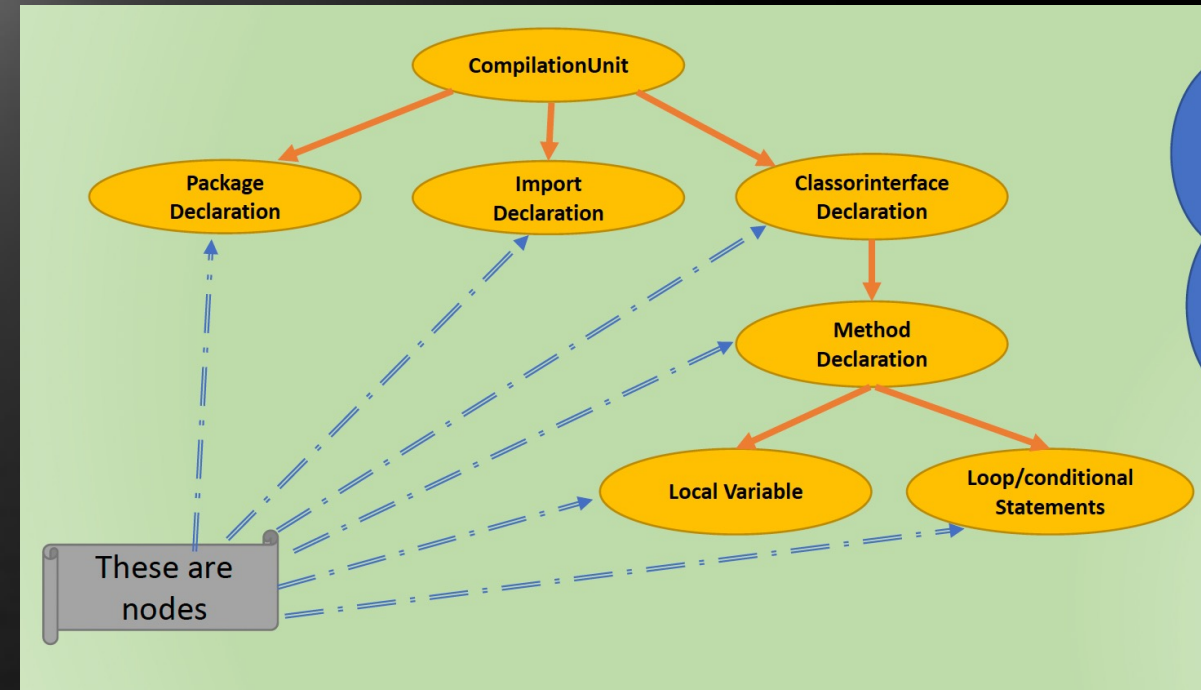 CompilationUnit
Package
Declaration
Import
Declaration
Classorinterface
Declaration
Method
Declaration
Local Variable
Loop/conditional
Statements
These are
nodes